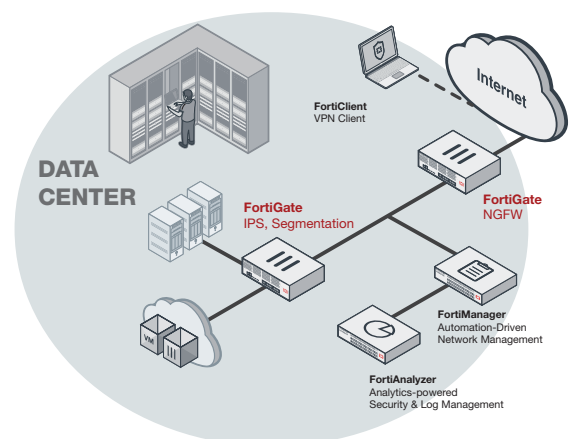 FortiClient
VPN Client
Internet
DATA
CENTER
FortiGate
IPS, Segmentation
FortiGate
NGFW
VM
FortiManager
Automation-Driven
Network Management
FortiAnalyzer
Analytics-powered
Security & Log Management